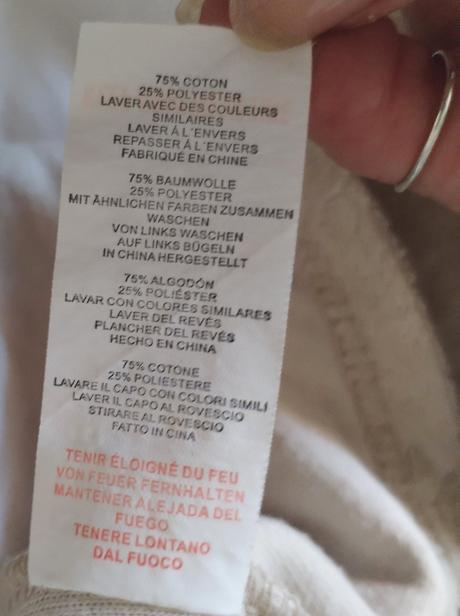 75% COTON
25% POLYESTER
LAVER AVEC DES COULEURS
SIMILAIRES
LAVER À L'ENVERS
REPASSER À L'ENVERS
FABRIQUÉ EN CHINE
75% BAUMWOLLE
25% POLYESTER
MIT ÄHNLICHEN FARBEN ZUSAMMEN
WASCHEN
VON LINKS WASCHEN
AUF LINKS BÜGELN
IN CHINA HERGESTELLT
75% ALGODÓN
25% POLIÉSTER
LAVAR CON COLORES SIMILARES
LAVER DEL REVÉS
PLANCHER DEL REVÉS
HECHO EN CHINA
75% COTONE
25% POLIESTERE
LAVARE IL CAPO CON COLORI SIMILI
LAVER IL CAPO AL ROVESCIO
STIRARE AL ROVESCIO
FATTO IN CINA
TENIR ÉLOIGNÉ DU FEU
VON FEUER FERNHALTEN
MANTENER ALEJADA DEL
FUEGO
TENERE LONTANO
DAL FUOCO